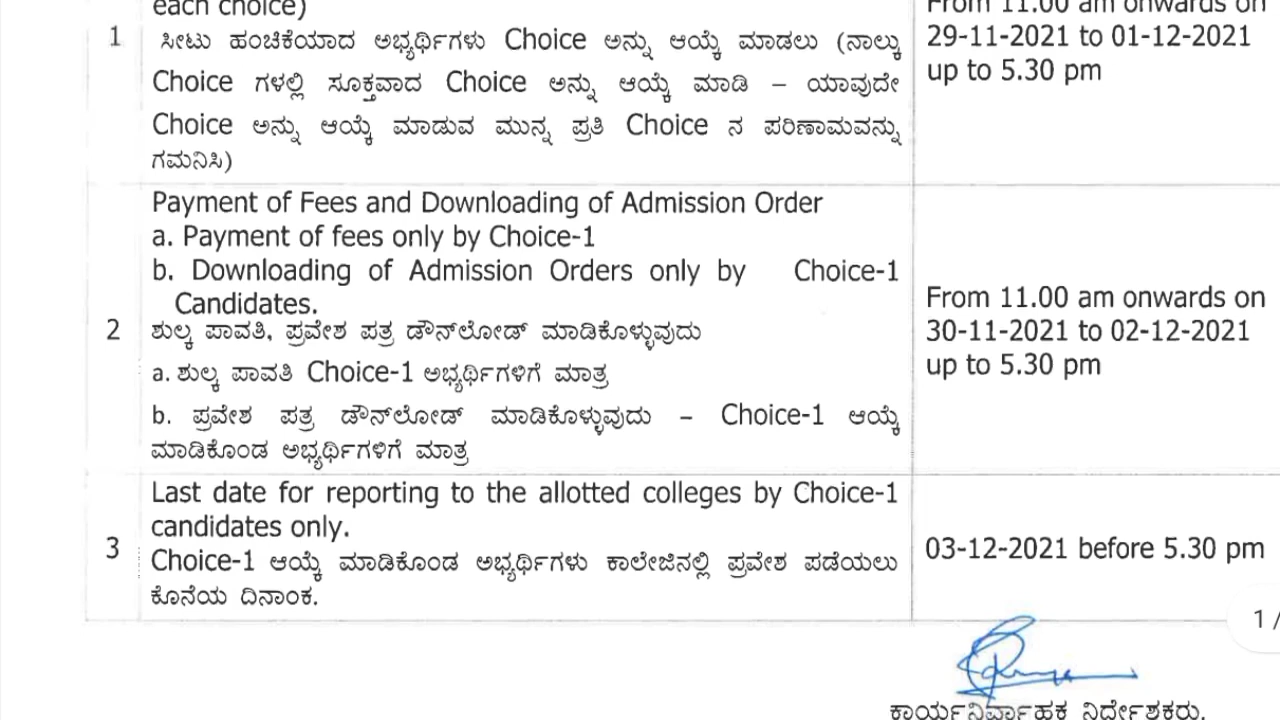 each choice)
1
ಸೀಟು ಹಂಚಿಕೆಯಾದ ಅಭ್ಯರ್ಥಿಗಳು Choice ಅನ್ನು ಆಯ್ಕೆ ಮಾಡಲು (ನಾಲ್ಕು
Choice ಗಳಲ್ಲಿ ಸೂಕ್ತವಾದ Choice ಅನ್ನು ಆಯ್ಕೆ ಮಾಡಿ – ಯಾವುದೇ
Choice ಅನ್ನು ಆಯ್ಕೆ ಮಾಡುವ ಮುನ್ನ ಪ್ರತಿ Choice ನ ಪರಿಣಾಮವನ್ನು
ಗಮನಿಸಿ)
From 11.00 am onwards on
29-11-2021 to 01-12-2021
up to 5.30 pm
2
Payment of Fees and Downloading of Admission Order
a. Payment of fees only by Choice-1
b. Downloading of Admission Orders only by Choice-1
Candidates.
ಶುಲ್ಕ ಪಾವತಿ, ಪ್ರವೇಶ ಪತ್ರ ಡೌನ್‌ಲೋಡ್ ಮಾಡಿಕೊಳ್ಳುವುದು
a. ಶುಲ್ಕ ಪಾವತಿ Choice-1 ಅಭ್ಯರ್ಥಿಗಳಿಗೆ ಮಾತ್ರ
b. ಪ್ರವೇಶ ಪತ್ರ ಡೌನ್‌ಲೋಡ್ ಮಾಡಿಕೊಳ್ಳುವುದು – Choice-1 ಆಯ್ಕೆ
ಮಾಡಿಕೊಂಡ ಅಭ್ಯರ್ಥಿಗಳಿಗೆ ಮಾತ್ರ
From 11.00 am onwards on
30-11-2021 to 02-12-2021
up to 5.30 pm
3
Last date for reporting to the allotted colleges by Choice-1
candidates only.
Choice-1 ಆಯ್ಕೆ ಮಾಡಿಕೊಂಡ ಅಭ್ಯರ್ಥಿಗಳು ಕಾಲೇಜಿನಲ್ಲಿ ಪ್ರವೇಶ ಪಡೆಯಲು
ಕೊನೆಯ ದಿನಾಂಕ.
03-12-2021 before 5.30 pm
1 /
ಕಾರ್ಯನಿರ್ವಾಹಕ ನಿರ್ದೇಶಕರು.